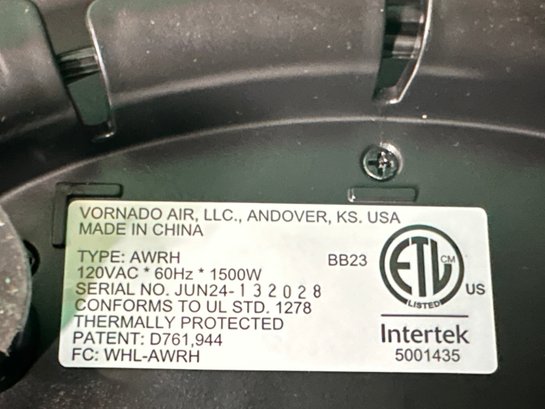 VORNADO AIR, LLC., ANDOVER, KS. USA
MADE IN CHINA
TYPE: AWRH
120VAC * 60Hz * 1500W
SERIAL NO. JUN24-132028
CONFORMS TO UL STD. 1278
THERMALLY PROTECTED
PATENT: D761,944
FC: WHL-AWRH
BB23
ETL
CM
LISTED
US
Intertek
5001435